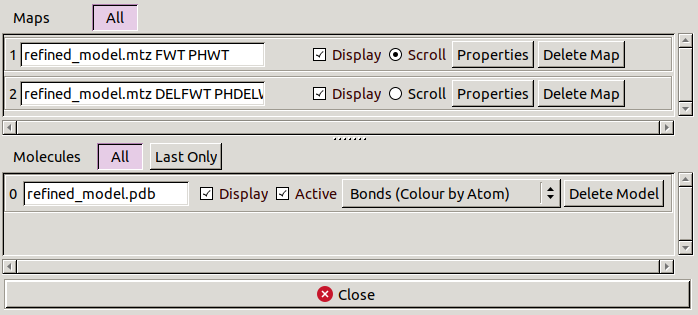 Maps All
1 refined_model.mtz FWT PHWT Display Scroll Properties Delete Map
2 refined_model.mtz DELFWT PHDELW Display Scroll Properties Delete Map
Molecules All Last Only
0 refined_model.pdb Display Active Bonds (Colour by Atom) Delete Model
Close